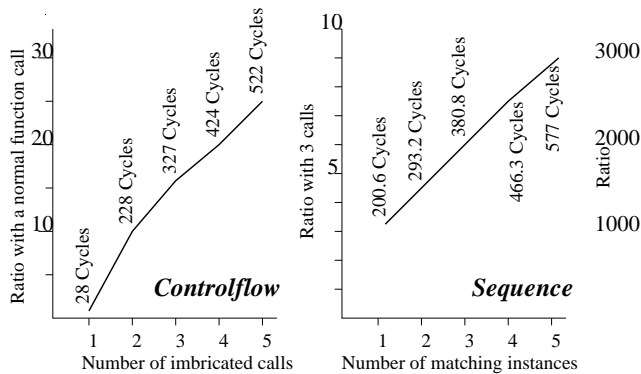 30
20
10
Ratio with a normal function call
28 Cycles
228 Cycles
327 Cycles
424 Cycles
522 Cycles
Controlflow
1 2 3 4 5
Number of imbricated calls
10
5
Ratio with 3 calls
200.6 Cycles
293.2 Cycles
380.8 Cycles
466.3 Cycles
577 Cycles
Sequence
1 2 3 4 5
Number of matching instances
3000
2000
1000
Ratio